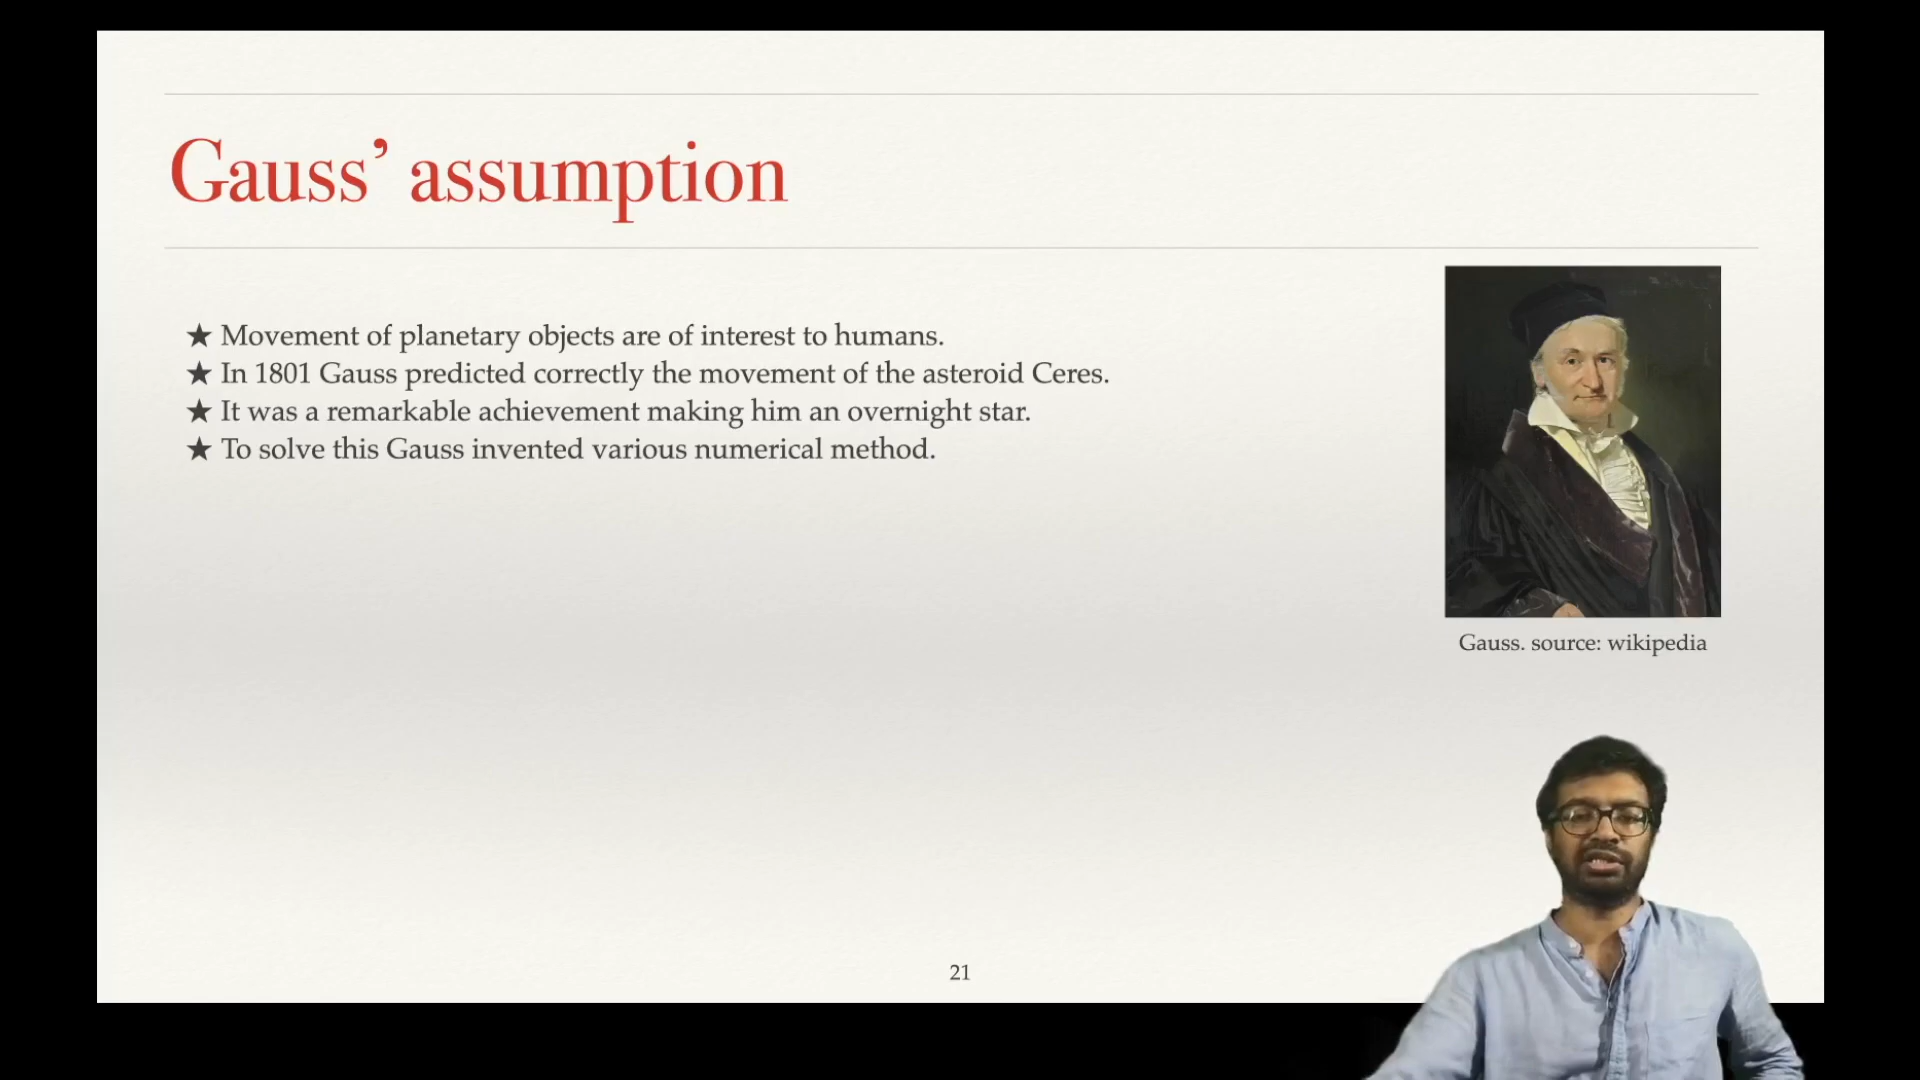 Gauss’ assumption
★ Movement of planetary objects are of interest to humans.
★ In 1801 Gauss predicted correctly the movement of the asteroid Ceres.
★ It was a remarkable achievement making him an overnight star.
★ To solve this Gauss invented various numerical method.
Gauss. source: wikipedia
21